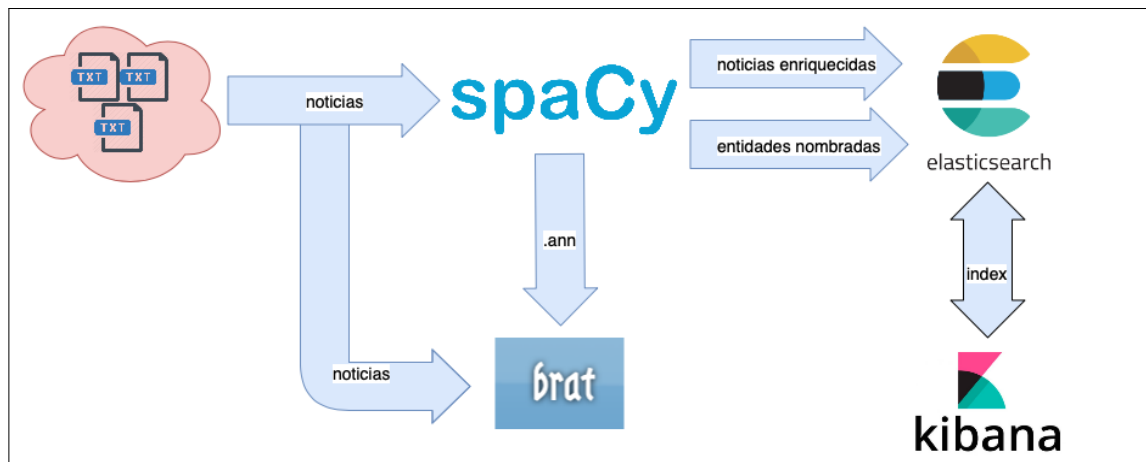 TXT
TXT
TXT
noticias
spaCy
noticias enriquecidas
entidades nombradas
elasticsearch
.ann
index
noticias
brat
kibana